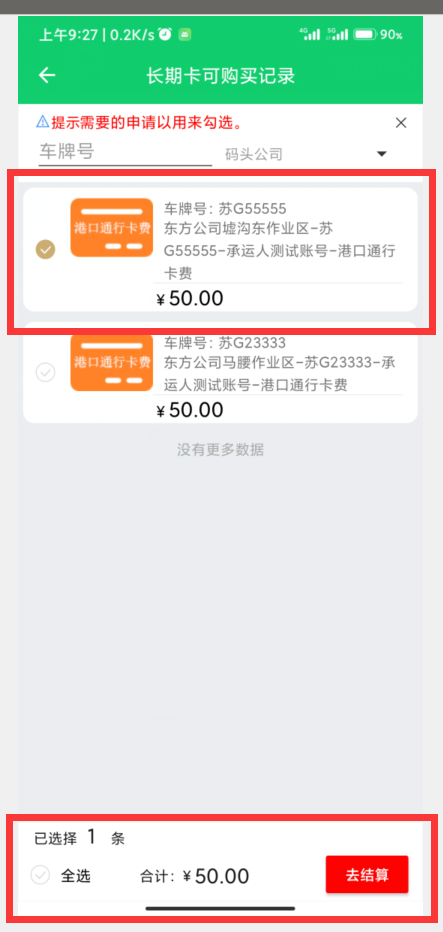 上午9:27 | 0.2K/s
4G 5G 90%
长期卡可购买记录
提示需要的申请以用来勾选。
车牌号 码头公司
港口通行卡费
车牌号: 苏G55555
东方公司墟沟东作业区-苏
G55555-承运人测试账号-港口通行
卡费
¥ 50.00
港口通行卡费
车牌号: 苏G23333
东方公司马腰作业区-苏G23333-承
运人测试账号-港口通行卡费
¥ 50.00
没有更多数据
已选择 1 条
全选 合计: ¥ 50.00 去结算